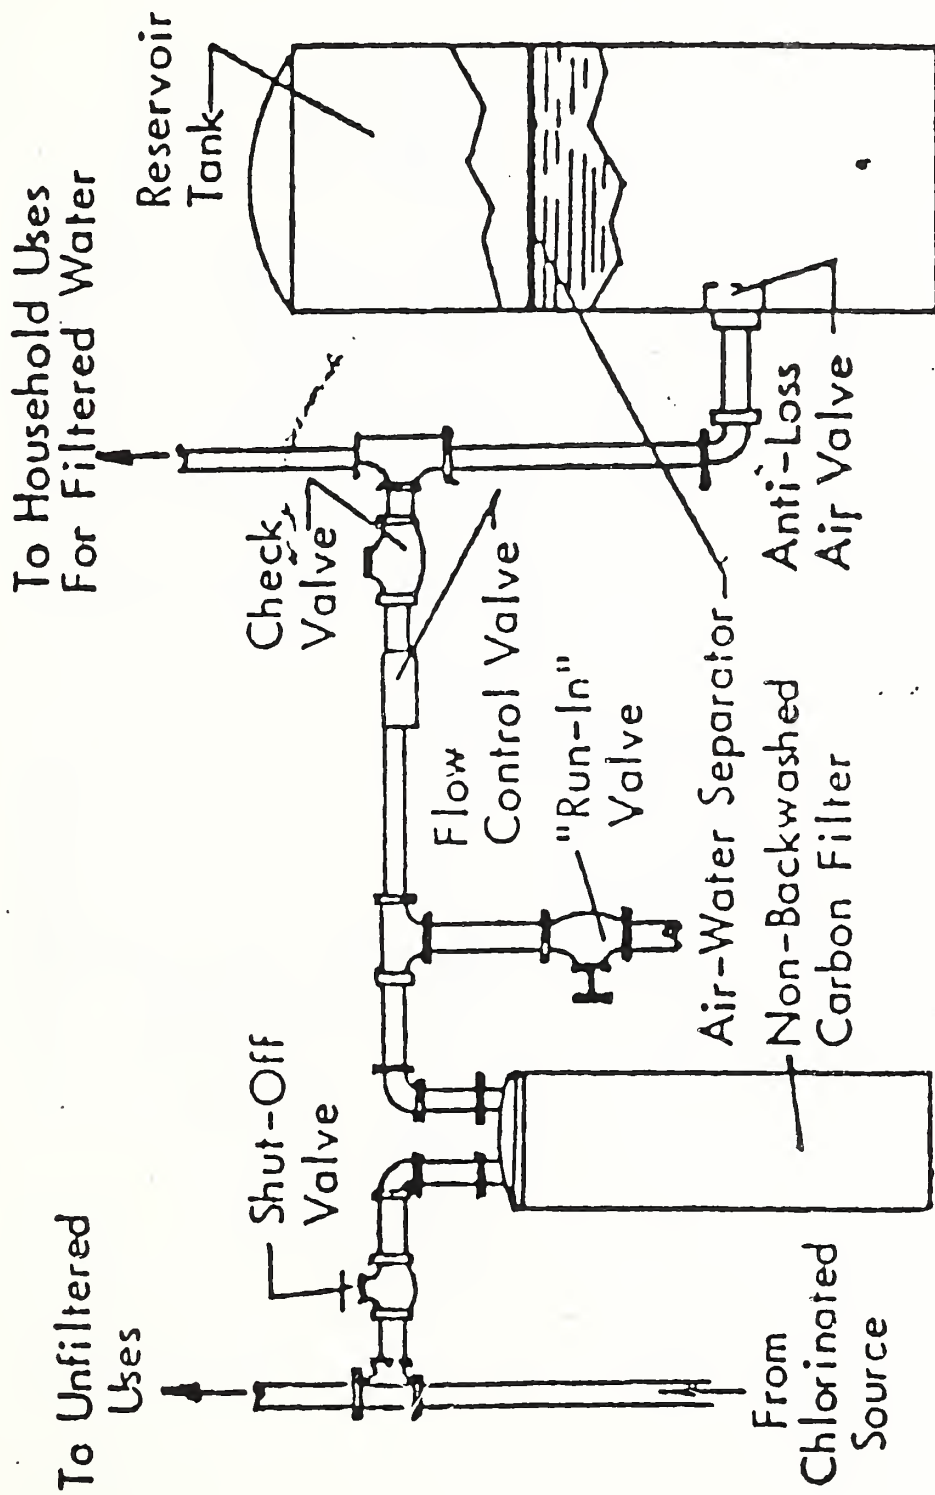 To Unfiltered
Uses
Shut-Off
Valve
From
Chlorinated
Source
To Household Uses
For Filtered Water
Check
Valve
Reservoir
Tank
Flow
Control Valve
"Run-In"
Valve
Air-Water Separator
Non-Backwashed
Carbon Filter
Anti-Loss
Air Valve